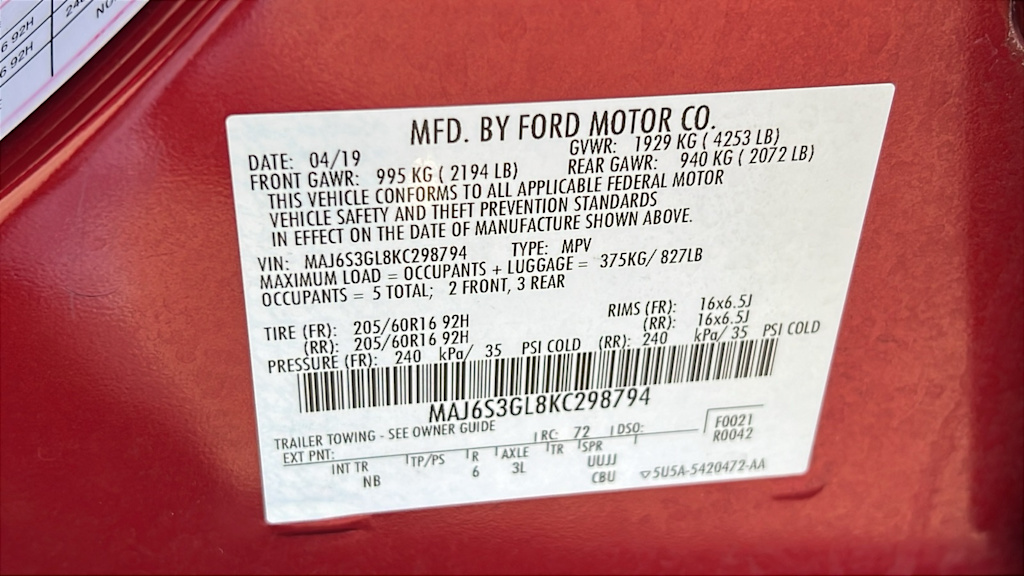 6 92H
240
NO
6 92H
MFD. BY FORD MOTOR CO.
DATE: 04/19 GVWR: 1929 KG ( 4253 LB)
FRONT GAWR: 995 KG ( 2194 LB) REAR GAWR: 940 KG ( 2072 LB)
THIS VEHICLE CONFORMS TO ALL APPLICABLE FEDERAL MOTOR
VEHICLE SAFETY AND THEFT PREVENTION STANDARDS
IN EFFECT ON THE DATE OF MANUFACTURE SHOWN ABOVE.
VIN: MAJ6S3GL8KC298794 TYPE: MPV
MAXIMUM LOAD = OCCUPANTS + LUGGAGE = 375KG/ 827LB
OCCUPANTS = 5 TOTAL; 2 FRONT, 3 REAR
TIRE (FR): 205/60R16 92H RIMS (FR): 16x6.5J
(RR): 205/60R16 92H (RR): 16x6.5J
PRESSURE (FR): 240 kPa/ 35 PSI COLD (RR): 240 kPa/ 35 PSI COLD
MAJ6S3GL8KC298794
TRAILER TOWING - SEE OWNER GUIDE
EXT PNT: RC: 72 DSO: F0021
R0042
INT TR TP/PS R AXLE TR SPR
NB 6 3L UUJJ
CBU 5U5A-5420472-AA